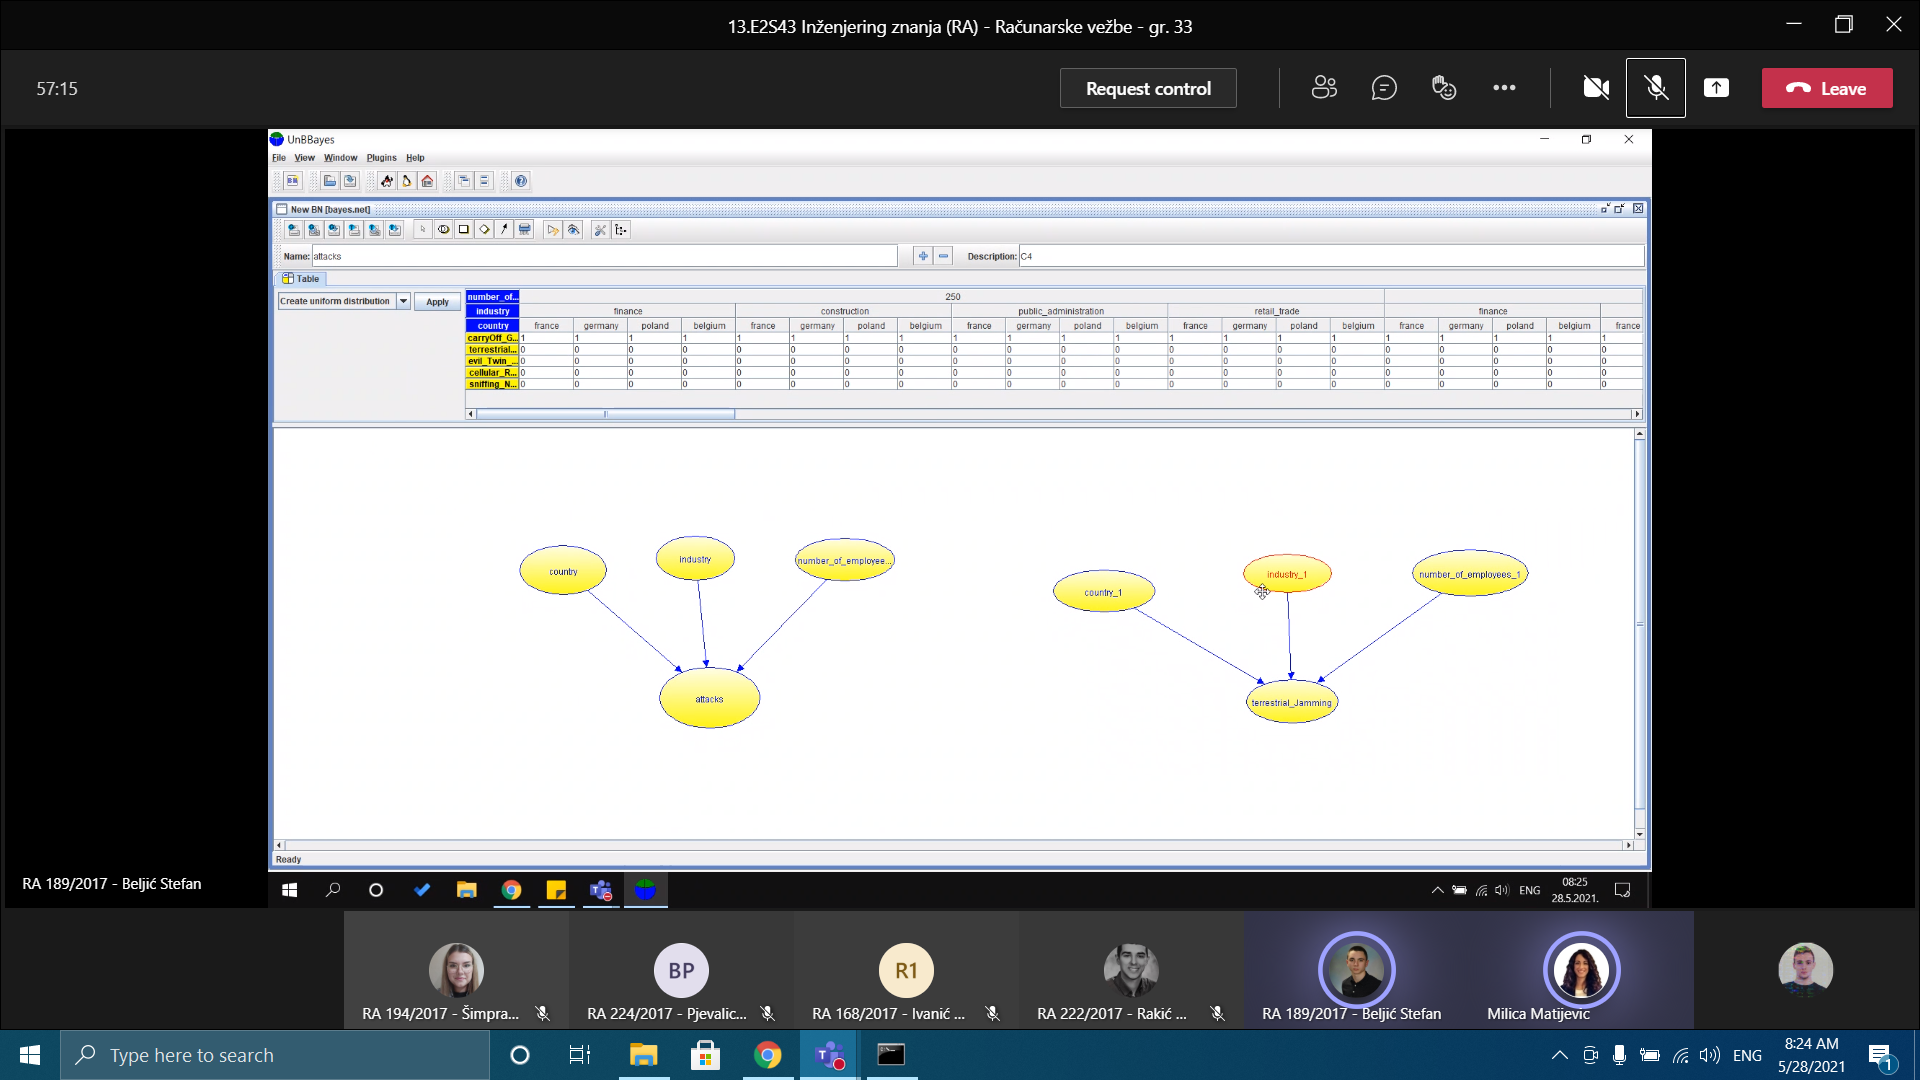 13.E2S43 Inženjering znanja (RA) - Računarske vežbe - gr. 33
57:15
Request control
Leave
UnBBayes
File View Window Plugins Help
New BN [bayes.net]
Name: attacks
Description: C4
Table
Create uniform distribution Apply
number_of... 250
industry finance construction public_administration retail_trade finance
country france germany poland belgium france germany poland belgium france germany poland belgium france germany poland belgium france germany poland belgium france
carryOff_G... 1 1 1 1 1 1 1 1 1 1 1 1 1 1 1 1 1 1 1 1 1
terrestrial... 0 0 0 0 0 0 0 0 0 0 0 0 0 0 0 0 0 0 0 0 0
evil_Twin_... 0 0 0 0 0 0 0 0 0 0 0 0 0 0 0 0 0 0 0 0 0
cellular_R... 0 0 0 0 0 0 0 0 0 0 0 0 0 0 0 0 0 0 0 0 0
sniffing_N... 0 0 0 0 0 0 0 0 0 0 0 0 0 0 0 0 0 0 0 0 0
country
industry
number_of_employee...
attacks
country_1
industry_1
number_of_employees_1
terrestrial_Jamming
Ready
RA 189/2017 - Beljić Stefan
ENG
08:25
28.5.2021.
BP
R1
RA 194/2017 - Šimpra...
RA 224/2017 - Pjevalic...
RA 168/2017 - Ivanić ...
RA 222/2017 - Rakić ...
RA 189/2017 - Beljić Stefan
Milica Matijevic
Type here to search
ENG
8:24 AM
5/28/2021
1